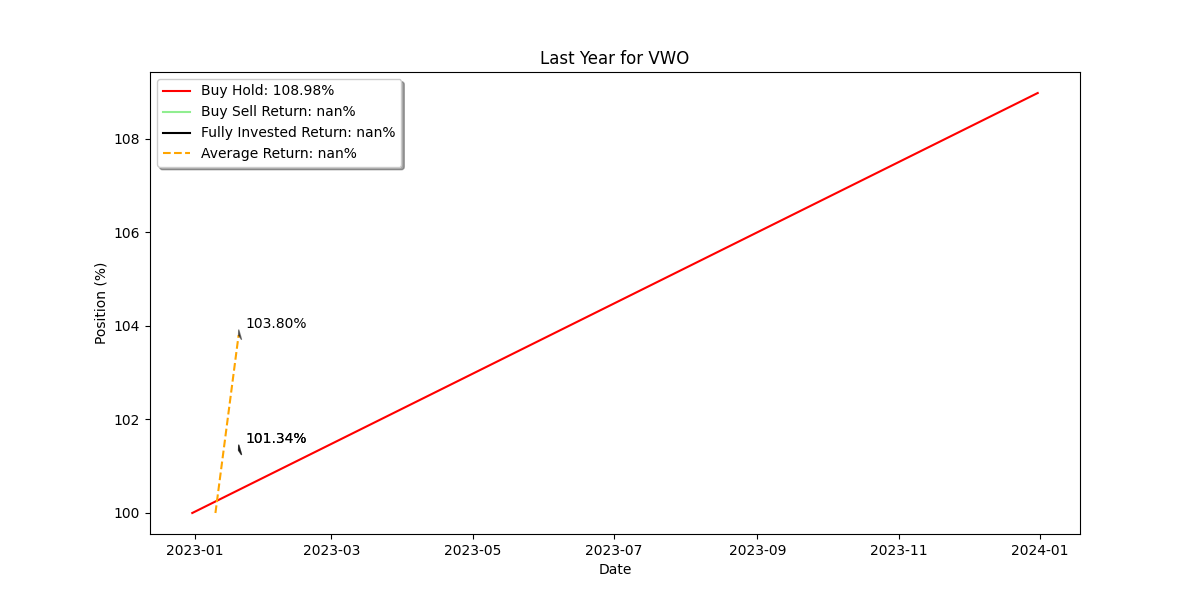 Last Year for VWO
Buy Hold: 108.98%
Buy Sell Return: nan%
Fully Invested Return: nan%
Average Return: nan%
108
106
104
102
100
Position (%)
103.80%
101.34%
2023-01
2023-03
2023-05
2023-07
2023-09
2023-11
2024-01
Date